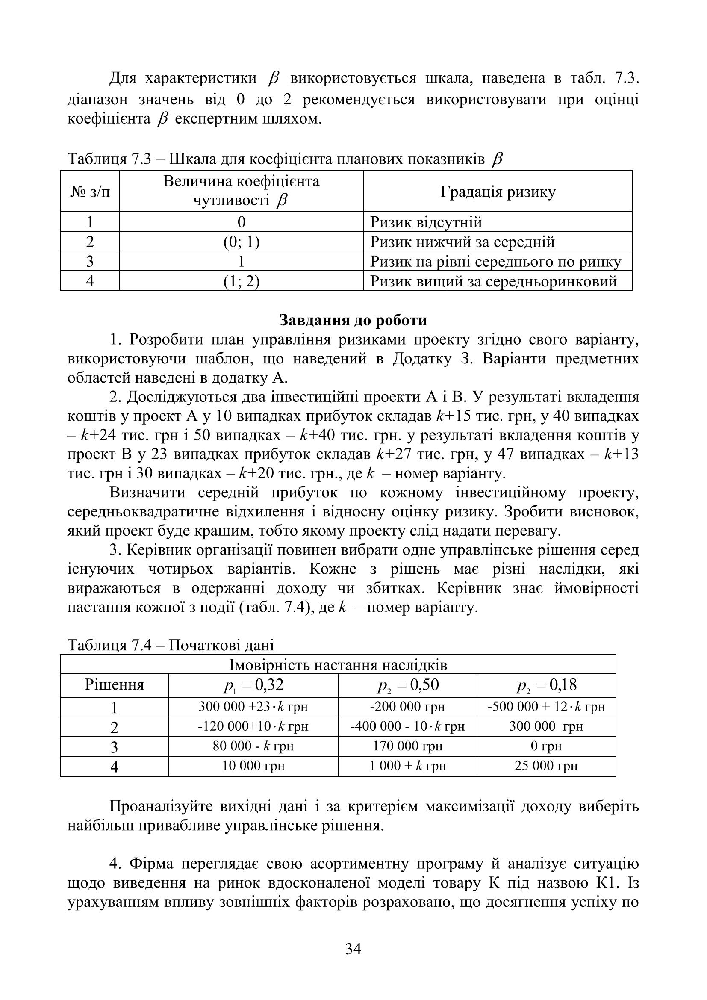 Для характеристики β використовується шкала, наведена в табл. 7.3.
діапазон значень від 0 до 2 рекомендується використовувати при оцінці
коефіцієнта β експертним шляхом.
Таблиця 7.3 – Шкала для коефіцієнта планових показників β
№ з/п Величина коефіцієнта чутливості β Градація ризику
1 0 Ризик відсутній
2 (0; 1) Ризик нижчий за середній
3 1 Ризик на рівні середнього по ринку
4 (1; 2) Ризик вищий за середньоринковий
Завдання до роботи
1. Розробити план управління ризиками проекту згідно свого варіанту,
використовуючи шаблон, що наведений в Додатку З. Варіанти предметних
областей наведені в додатку А.
2. Досліджуються два інвестиційні проекти А і В. У результаті вкладення
коштів у проект А у 10 випадках прибуток складав k+15 тис. грн, у 40 випадках
– k+24 тис. грн і 50 випадках – k+40 тис. грн. у результаті вкладення коштів у
проект В у 23 випадках прибуток складав k+27 тис. грн, у 47 випадках – k+13
тис. грн і 30 випадках – k+20 тис. грн., де k – номер варіанту.
Визначити середній прибуток по кожному інвестиційному проекту,
середньоквадратичне відхилення і відносну оцінку ризику. Зробити висновок,
який проект буде кращим, тобто якому проекту слід надати перевагу.
3. Керівник організації повинен вибрати одне управлінське рішення серед
існуючих чотирьох варіантів. Кожне з рішень має різні наслідки, які
виражаються в одержанні доходу чи збитках. Керівник знає ймовірності
настання кожної з події (табл. 7.4), де k – номер варіанту.
Таблиця 7.4 – Початкові дані
Імовірність настання наслідків
Рішення p₁ = 0,32 p₂ = 0,50 p₂ = 0,18
1 300 000 +23·k грн -200 000 грн -500 000 + 12·k грн
2 -120 000+10·k грн -400 000 - 10·k грн 300 000 грн
3 80 000 - k грн 170 000 грн 0 грн
4 10 000 грн 1 000 + k грн 25 000 грн
Проаналізуйте вихідні дані і за критерієм максимізації доходу виберіть
найбільш привабливе управлінське рішення.
4. Фірма переглядає свою асортиментну програму й аналізує ситуацію
щодо виведення на ринок вдосконаленої моделі товару К під назвою К1. Із
урахуванням впливу зовнішніх факторів розраховано, що досягнення успіху по
34